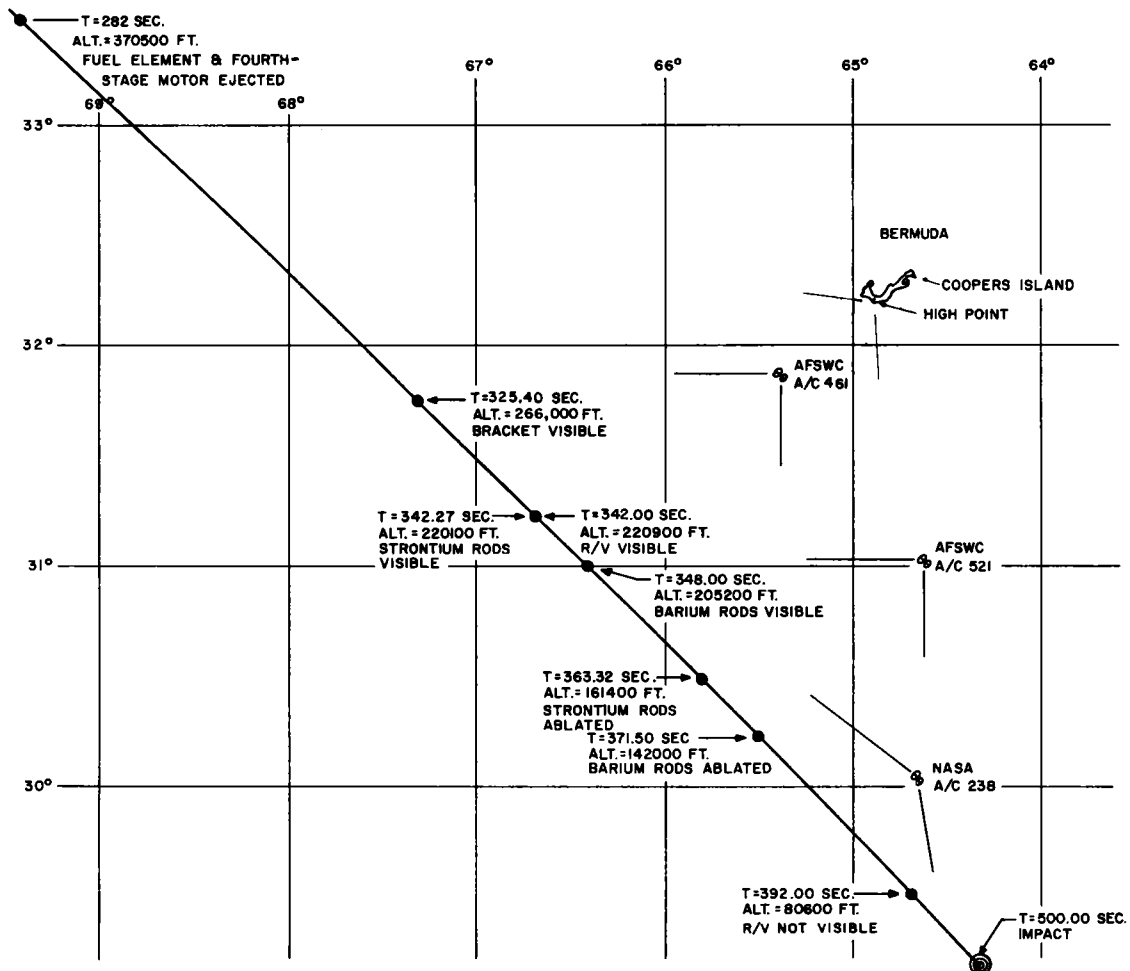 T=282 SEC.
ALT.=370500 FT.
FUEL ELEMENT & FOURTH-
STAGE MOTOR EJECTED
69°
68°
67°
66°
65°
64°
33°
BERMUDA
COOPERS ISLAND
HIGH POINT
32°
AFSWC
A/C 461
T=325.40 SEC.
ALT.=266,000 FT.
BRACKET VISIBLE
T=342.27 SEC.
ALT.=220100 FT.
STRONTIUM RODS
VISIBLE
T=342.00 SEC.
ALT.=220900 FT.
R/V VISIBLE
31°
AFSWC
A/C 521
T=348.00 SEC.
ALT.=205200 FT.
BARIUM RODS VISIBLE
T=363.32 SEC.
ALT.=161400 FT.
STRONTIUM RODS
ABLATED
T=371.50 SEC
ALT.=142000 FT.
BARIUM RODS ABLATED
30°
NASA
A/C 238
T=392.00 SEC.
ALT.=80600 FT.
R/V NOT VISIBLE
T=500.00 SEC.
IMPACT